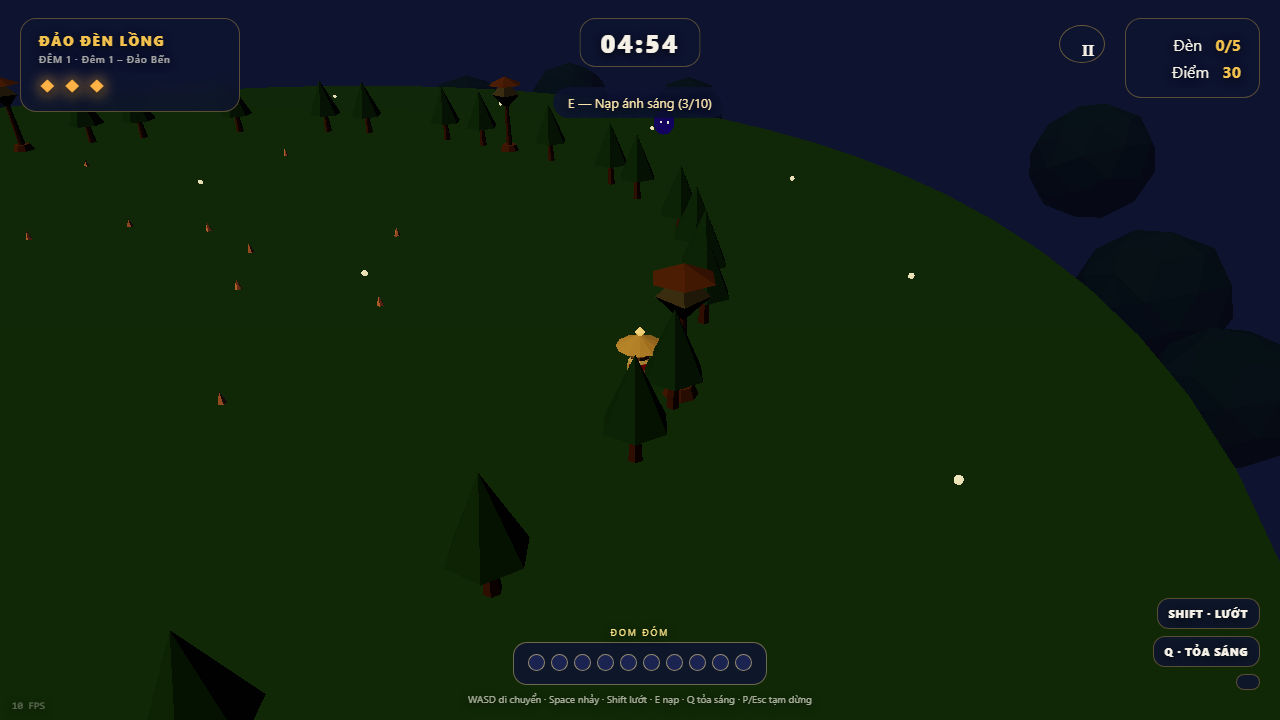 ĐẢO ĐÈN LỒNG
ĐÊM 1 · Đêm 1 – Đảo Bến
04:54
II
Đèn 0/5
Điểm 30
E — Nạp ánh sáng (3/10)
SHIFT · LƯỚT
Q · TỎA SÁNG
ĐOM ĐÓM
WASD di chuyển · Space nhảy · Shift lướt · E nạp · Q tỏa sáng · P/Esc tạm dừng
10 FPS